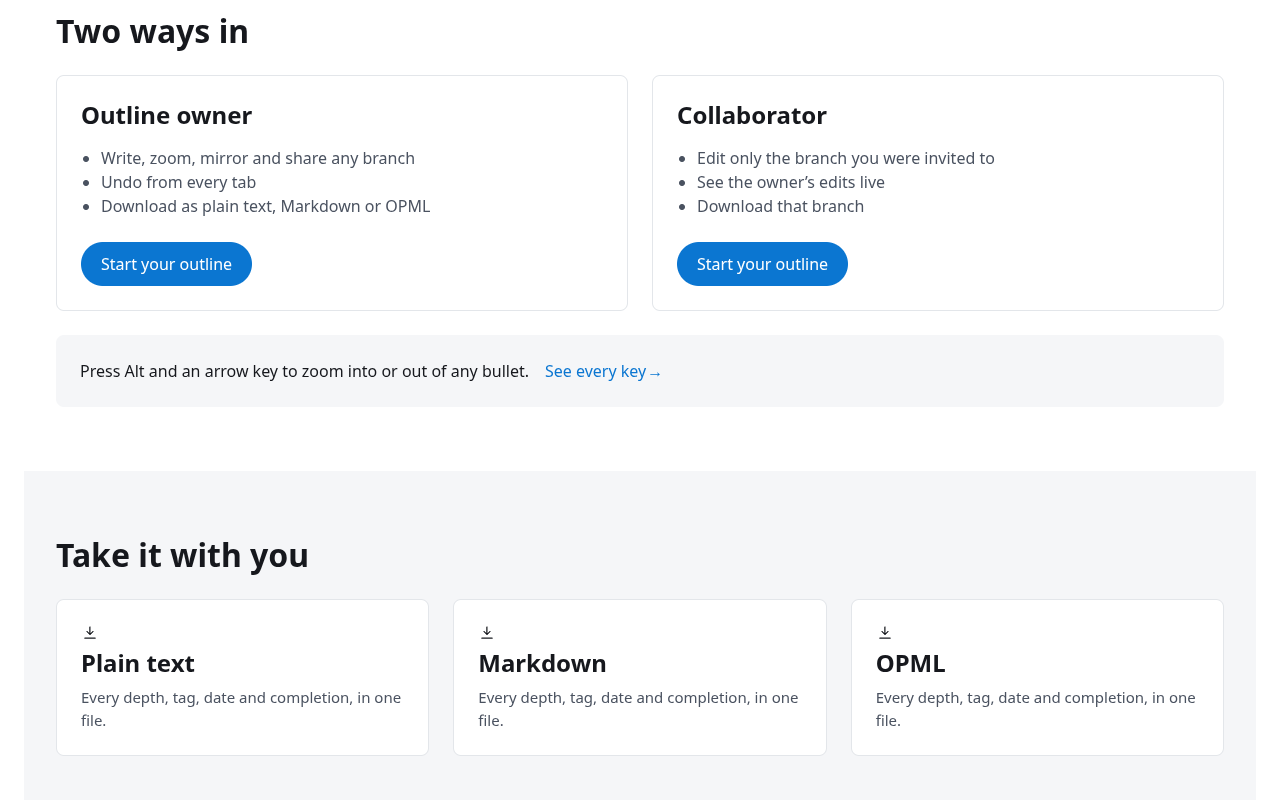 Two ways in
Outline owner
• Write, zoom, mirror and share any branch
• Undo from every tab
• Download as plain text, Markdown or OPML
Start your outline
Collaborator
• Edit only the branch you were invited to
• See the owner’s edits live
• Download that branch
Start your outline
Press Alt and an arrow key to zoom into or out of any bullet. See every key→
Take it with you
Plain text
Every depth, tag, date and completion, in one
file.
Markdown
Every depth, tag, date and completion, in one
file.
OPML
Every depth, tag, date and completion, in one
file.